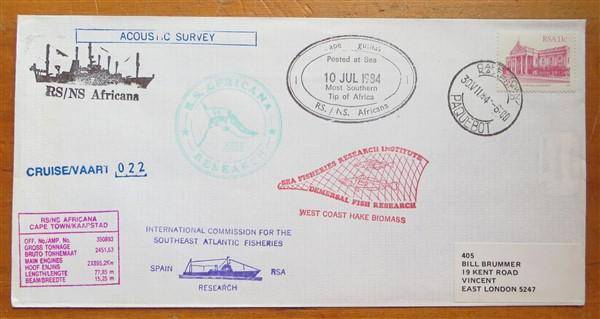 ACOUSTIC SURVEY
RS/NS Africana
CRUISE/VAART 022
R.S. AFRICANA
RESEARCH
Posted at Sea
10 JUL 1984
Most Southern
Tip of Africa
RS. /NS. Africana
RSA 11c
PAQUEBOT
SEA FISHERIES RESEARCH INSTITUTE
DEMERSAL FISH RESEARCH
WEST COAST HAKE BIOMASS
RS/NS AFRICANA
CAPE TOWN/KAAPSTAD
OFF. No/AMP. No. 350893
GROSS TONNAGE
BRUTO TONNEMAAT 2451,63
MAIN ENGINES
HOOF ENJINS
LENGTH/LENGTE 77,85 m
BEAM/BREEDTE 15,25 m
INTERNATIONAL COMMISSION FOR THE
SOUTHEAST ATLANTIC FISHERIES
SPAIN RSA
RESEARCH
405
BILL BRUMMER
19 KENT ROAD
VINCENT
EAST LONDON 5247